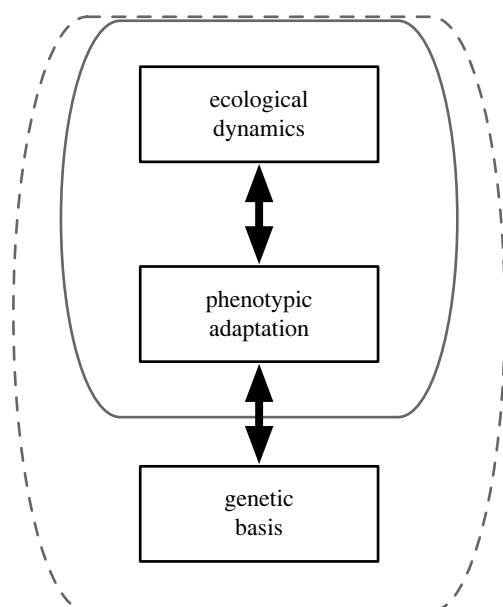 ecological
dynamics
phenotypic
adaptation
genetic
basis